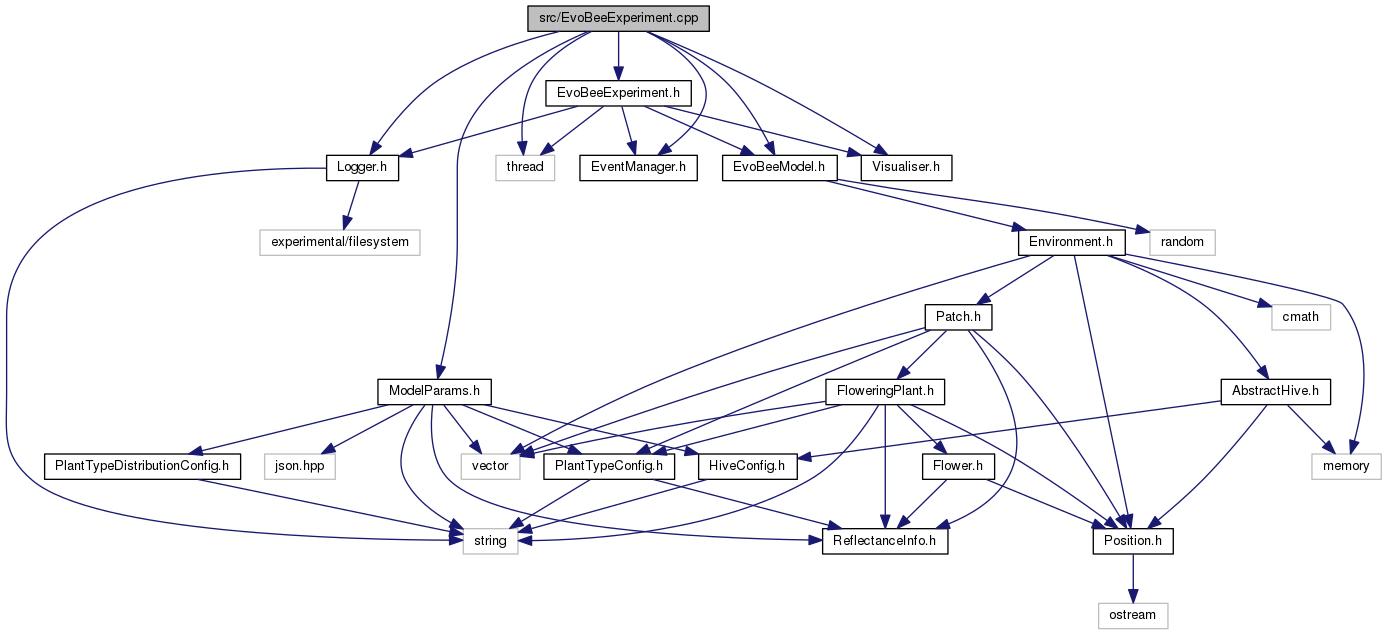 src/EvoBeeExperiment.cpp
EvoBeeExperiment.h
Logger.h
thread
EventManager.h
EvoBeeModel.h
Visualiser.h
experimental/filesystem
Environment.h
random
Patch.h
cmath
ModelParams.h
FloweringPlant.h
AbstractHive.h
PlantTypeDistributionConfig.h
json.hpp
vector
PlantTypeConfig.h
HiveConfig.h
Flower.h
memory
string
ReflectanceInfo.h
Position.h
ostream